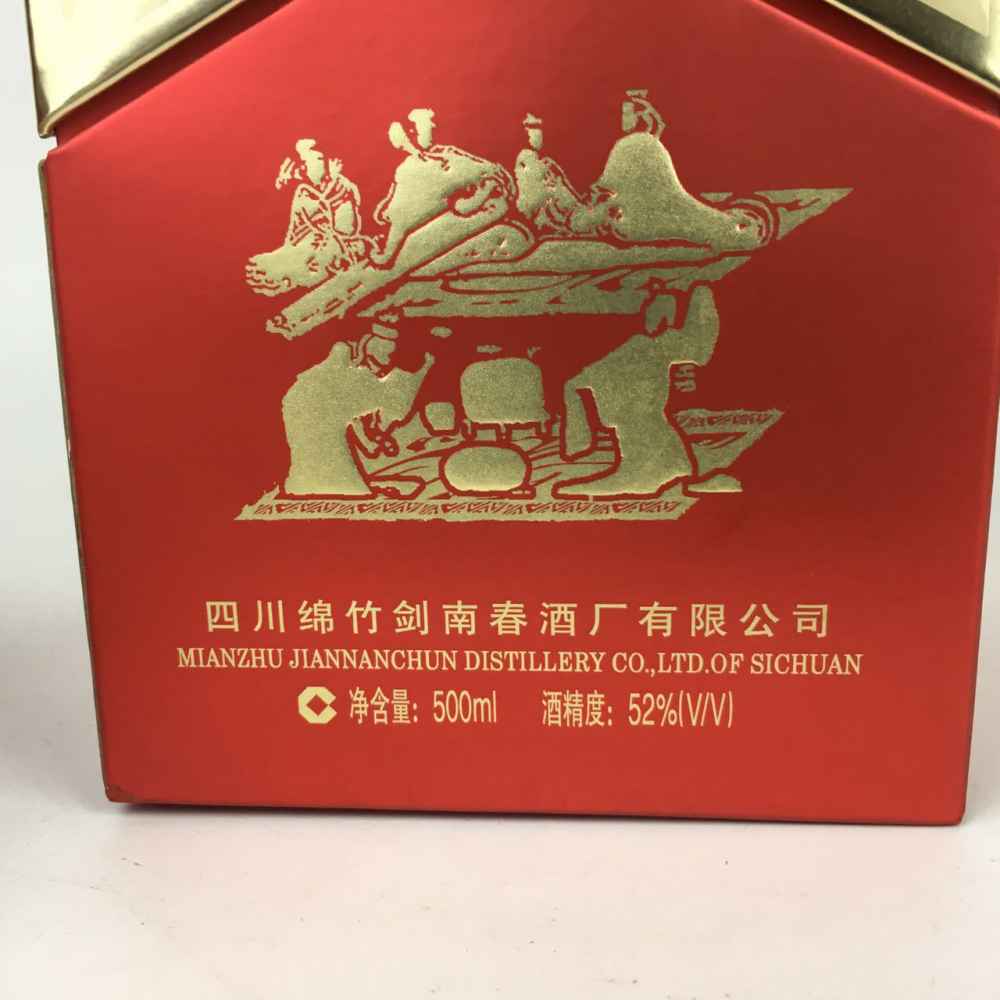 四川绵竹剑南春酒厂有限公司
MIANZHU JIANNANCHUN DISTILLERY CO.,LTD.OF SICHUAN
净含量: 500ml 酒精度: 52%(V/V)